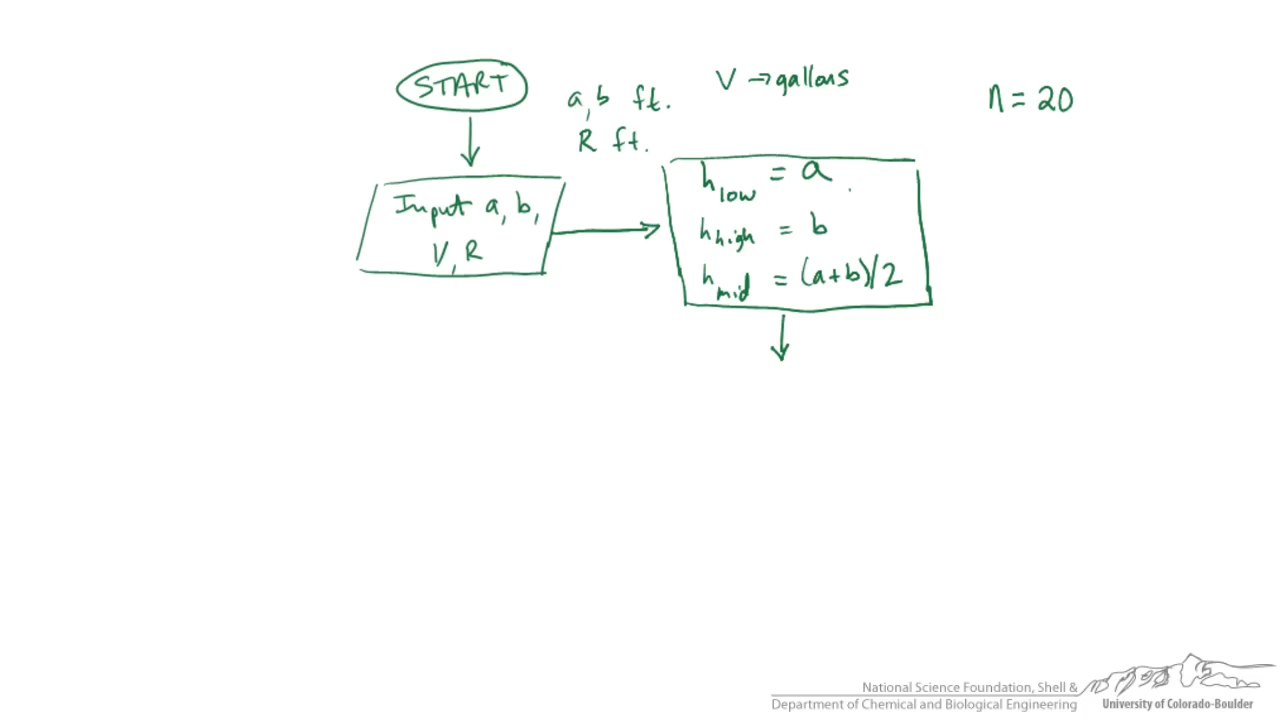 START
a, b ft.
R ft.
V → gallons
n = 20
Input a, b,
V, R
h_low = a
h_high = b
h_mid = (a+b)/2
National Science Foundation, Shell &
Department of Chemical and Biological Engineering
University of Colorado-Boulder